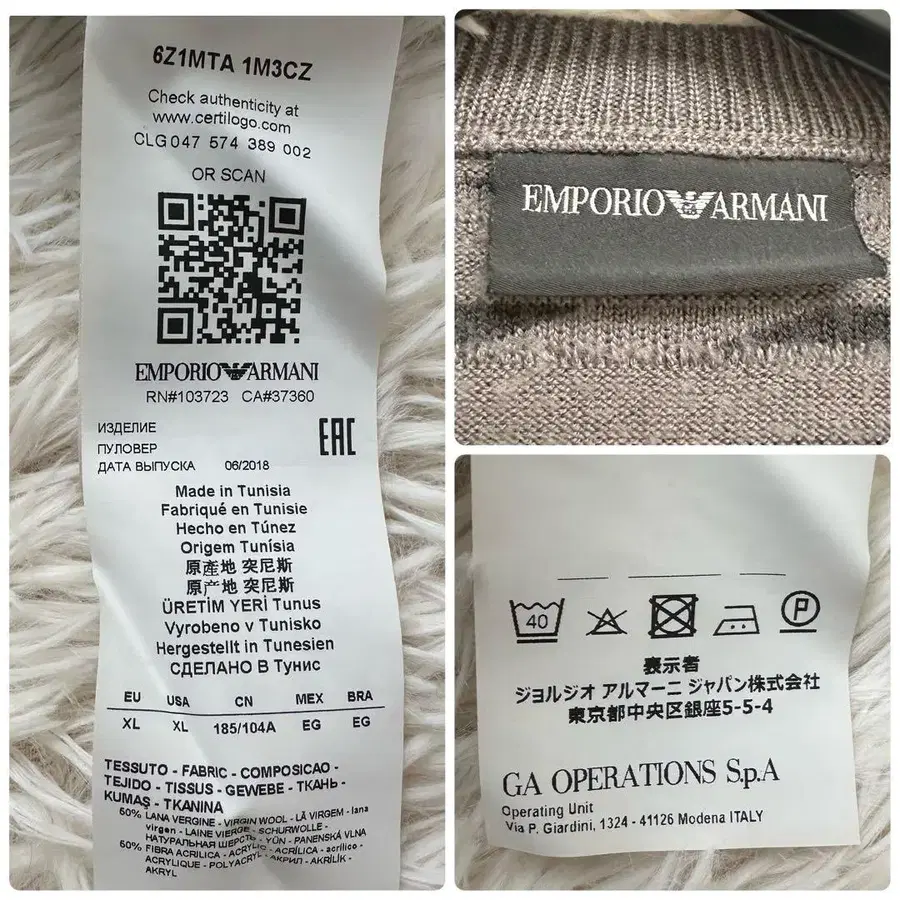 6Z1MTA 1M3CZ
Check authenticity at
www.certilogo.com
CLG 047 574 389 002
OR SCAN
EMPORIO ARMANI
RN#103723 CA#37360
ИЗДЕЛИЕ
ПУЛОВЕР
ДАТА ВЫПУСКА 06/2018
EAC
Made in Tunisia
Fabriqué en Tunisie
Hecho en Túnez
Origem Tunísia
原產地 突尼斯
原产地 突尼斯
ÜRETİM YERİ Tunus
Vyrobeno v Tunisko
Hergestellt in Tunesien
СДЕЛАНО В Тунис
EU USA CN MEX BRA
XL XL 185/104A EG EG
TESSUTO - FABRIC - COMPOSICAO -
TEJIDO - TISSUS - GEWEBE - ТКАНЬ -
KUMAŞ - TKANINA
50% LANA VERGINE - VIRGIN WOOL - LÃ VIRGEM - lana
virgen - LAINE VIERGE - SCHURWOLLE -
НАТУРАЛЬНАЯ ШЕРСТЬ - YÜN - PANENSKÁ VLNA
50% FIBRA ACRILICA - ACRYLIC - ACRÍLICA - acrílico -
ACRYLIQUE - POLYACRYL - АКРИЛ - AKRİLİK -
AKRYL
EMPORIO ARMANI
40
P
表示者
ジョルジオ アルマーニ ジャパン株式会社
東京都中央区銀座5-5-4
GA OPERATIONS S.p.A
Operating Unit
Via P. Giardini, 1324 - 41126 Modena ITALY